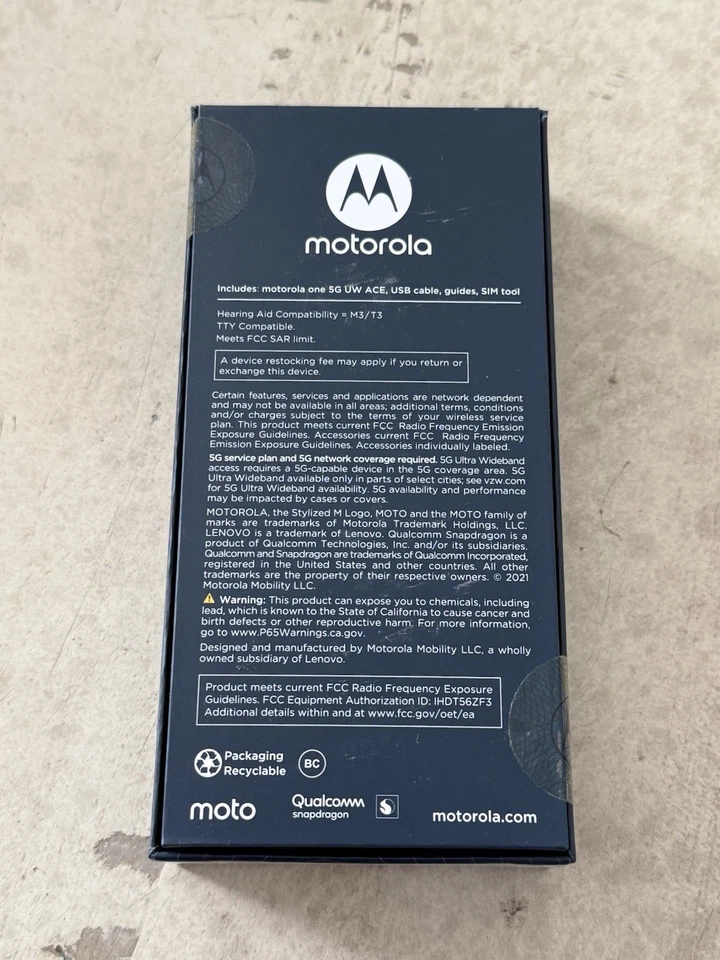 motorola
Includes: motorola one 5G UW ACE, USB cable, guides, SIM tool
Hearing Aid Compatibility = M3/T3
TTY Compatible.
Meets FCC SAR limit.
A device restocking fee may apply if you return or
exchange this device.
Certain features, services and applications are network dependent
and may not be available in all areas; additional terms, conditions
and/or charges subject to the terms of your wireless service
plan. This product meets current FCC Radio Frequency Emission
Exposure Guidelines. Accessories current FCC Radio Frequency
Emission Exposure Guidelines. Accessories individually labeled.
5G service plan and 5G network coverage required. 5G Ultra Wideband
access requires a 5G-capable device in the 5G coverage area. 5G
Ultra Wideband available only in parts of select cities; see vzw.com
for 5G Ultra Wideband availability. 5G availability and performance
may be impacted by cases or covers.
MOTOROLA, the Stylized M Logo, MOTO and the MOTO family of
marks are trademarks of Motorola Trademark Holdings, LLC.
LENOVO is a trademark of Lenovo. Qualcomm Snapdragon is a
product of Qualcomm Technologies, Inc. and/or its subsidiaries.
Qualcomm and Snapdragon are trademarks of Qualcomm Incorporated,
registered in the United States and other countries. All other
trademarks are the property of their respective owners. © 2021
Motorola Mobility LLC.
Warning: This product can expose you to chemicals, including
lead, which is known to the State of California to cause cancer and
birth defects or other reproductive harm. For more information,
go to www.P65Warnings.ca.gov.
Designed and manufactured by Motorola Mobility LLC, a wholly
owned subsidiary of Lenovo.
Product meets current FCC Radio Frequency Exposure
Guidelines. FCC Equipment Authorization ID: IHDT56ZF3
Additional details within and at www.fcc.gov/oet/ea
Packaging
Recyclable
BC
moto
Qualcomm
snapdragon
motorola.com